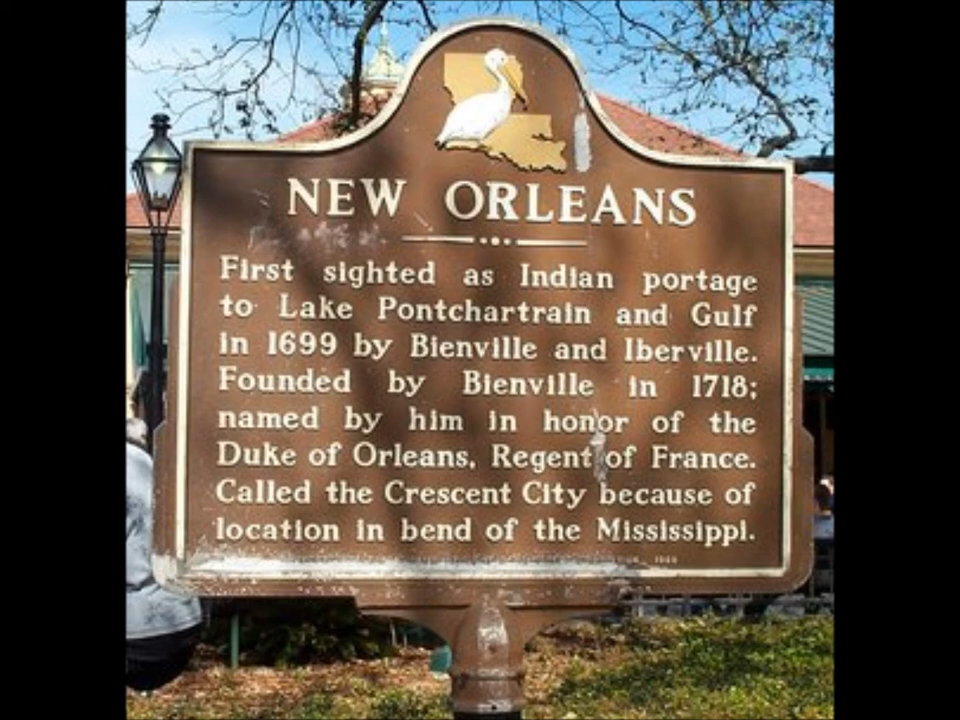 NEW ORLEANS
First sighted as Indian portage
to Lake Pontchartrain and Gulf
in 1699 by Bienville and Iberville.
Founded by Bienville in 1718;
named by him in honor of the
Duke of Orleans, Regent of France.
Called the Crescent City because of
location in bend of the Mississippi.